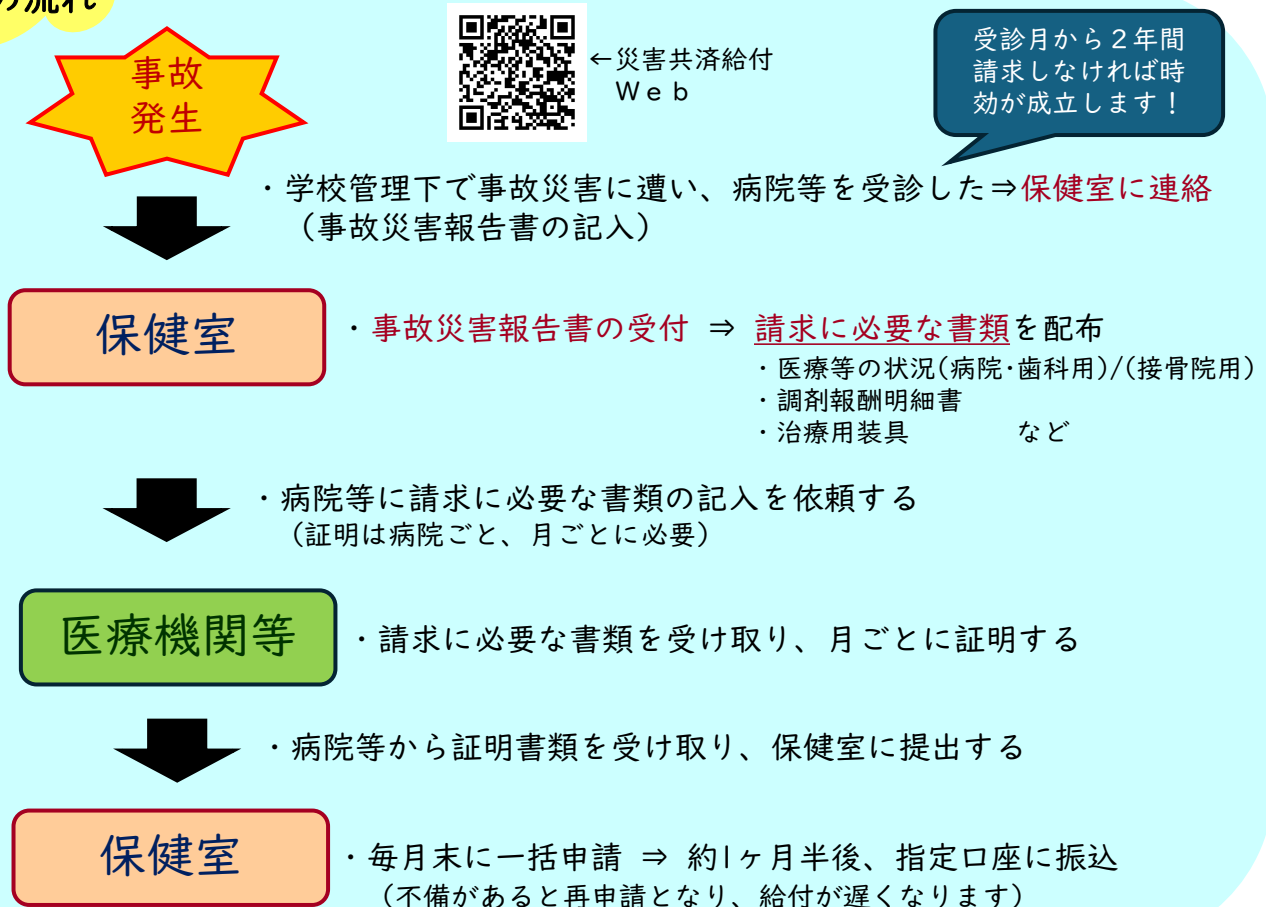 の流れ
事故
発生
←災害共済給付
Ｗｅｂ
受診月から２年間
請求しなければ時
効が成立します！
・学校管理下で事故災害に遭い、病院等を受診した⇒保健室に連絡
（事故災害報告書の記入）
保健室
・事故災害報告書の受付 ⇒ 請求に必要な書類を配布
・医療等の状況(病院・歯科用)/(接骨院用)
・調剤報酬明細書
・治療用装具　　　など
・病院等に請求に必要な書類の記入を依頼する
（証明は病院ごと、月ごとに必要）
医療機関等
・請求に必要な書類を受け取り、月ごとに証明する
・病院等から証明書類を受け取り、保健室に提出する
保健室
・毎月末に一括申請 ⇒ 約1ヶ月半後、指定口座に振込
（不備があると再申請となり、給付が遅くなります）